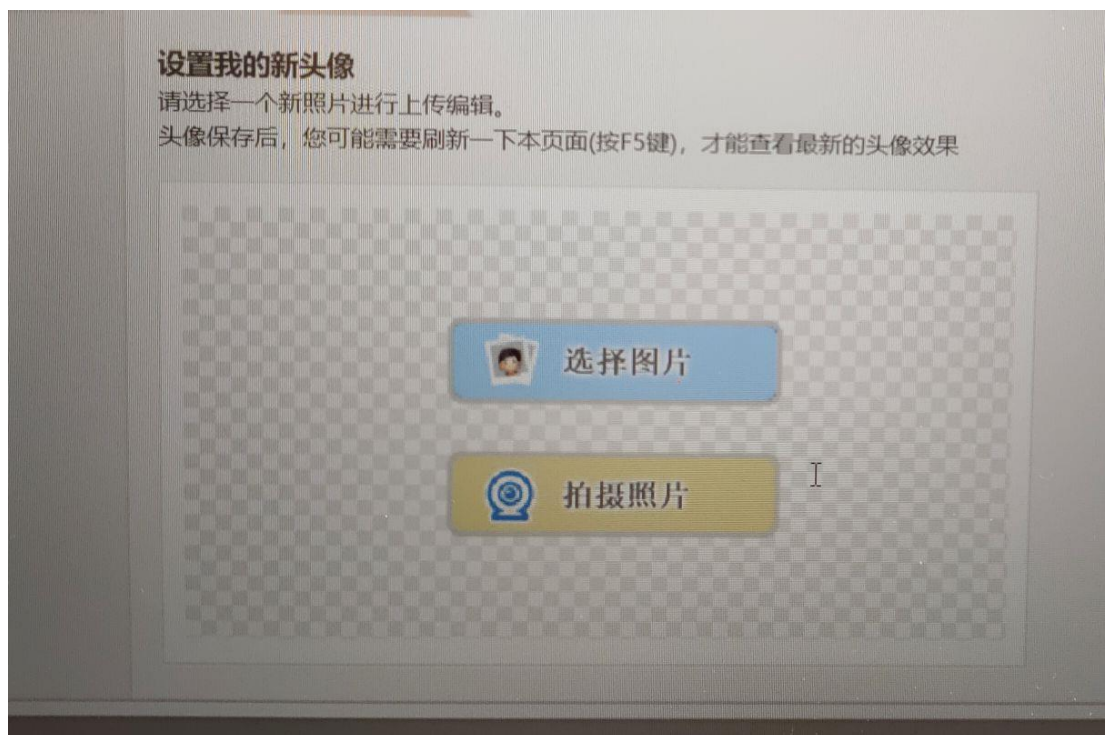 设置我的新头像
请选择一个新照片进行上传编辑。
头像保存后，您可能需要刷新一下本页面(按F5键)，才能查看最新的头像效果
选择图片
拍摄照片